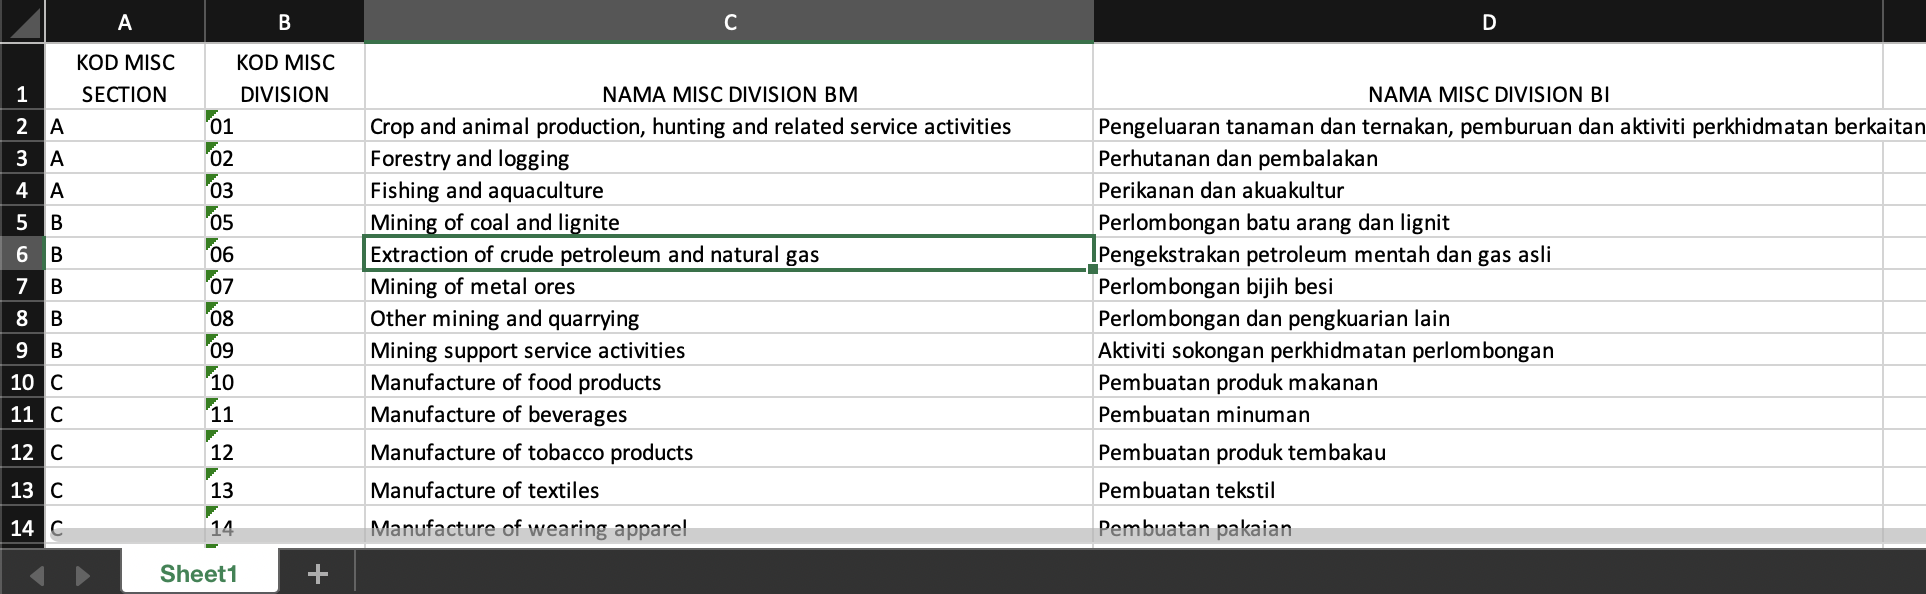 A B C D
KOD MISC KOD MISC
1 SECTION DIVISION NAMA MISC DIVISION BM NAMA MISC DIVISION BI
2 A 01 Crop and animal production, hunting and related service activities Pengeluaran tanaman dan ternakan, pemburuan dan aktiviti perkhidmatan berkaitan
3 A 02 Forestry and logging Perhutanan dan pembalakan
4 A 03 Fishing and aquaculture Perikanan dan akuakultur
5 B 05 Mining of coal and lignite Perlombongan batu arang dan lignit
6 B 06 Extraction of crude petroleum and natural gas Pengekstrakan petroleum mentah dan gas asli
7 B 07 Mining of metal ores Perlombongan bijih besi
8 B 08 Other mining and quarrying Perlombongan dan pengkuarian lain
9 B 09 Mining support service activities Aktiviti sokongan perkhidmatan perlombongan
10 C 10 Manufacture of food products Pembuatan produk makanan
11 C 11 Manufacture of beverages Pembuatan minuman
12 C 12 Manufacture of tobacco products Pembuatan produk tembakau
13 C 13 Manufacture of textiles Pembuatan tekstil
14 C 14 Manufacture of wearing apparel Pembuatan pakaian
Sheet1 +